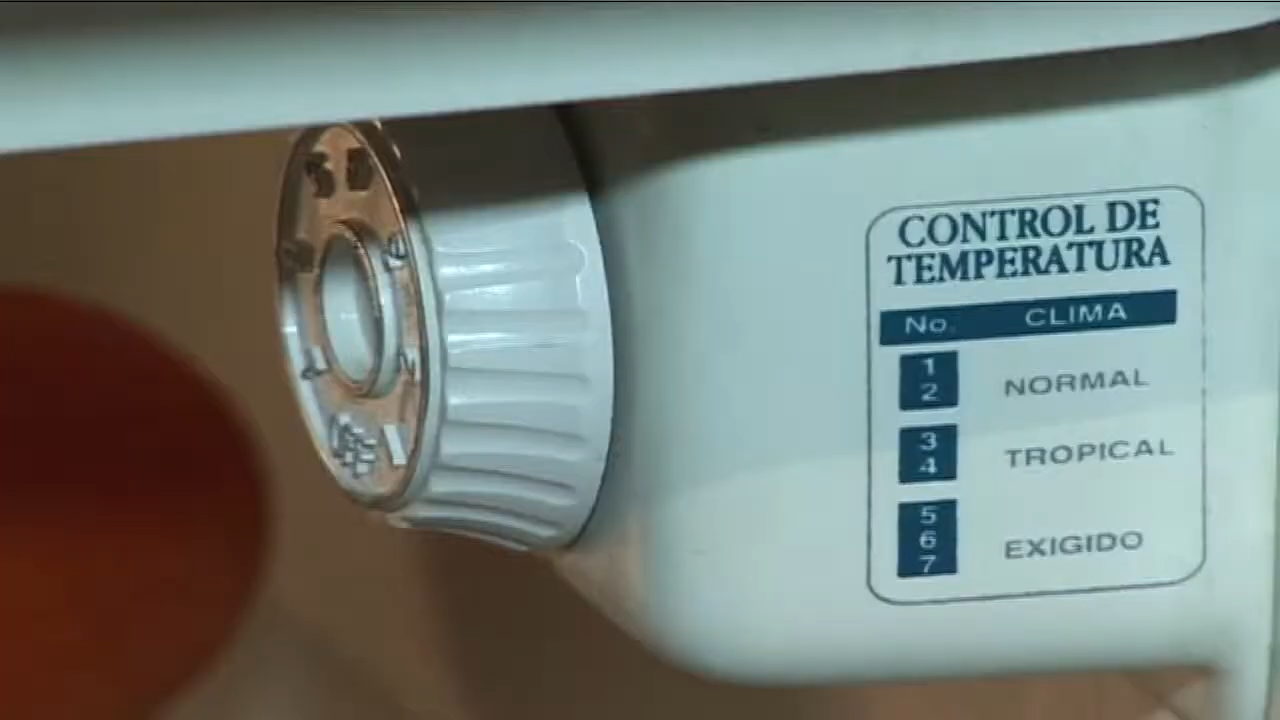 CONTROL DE
TEMPERATURA
No. CLIMA
1
2
NORMAL
3
4
TROPICAL
5
6
7
EXIGIDO